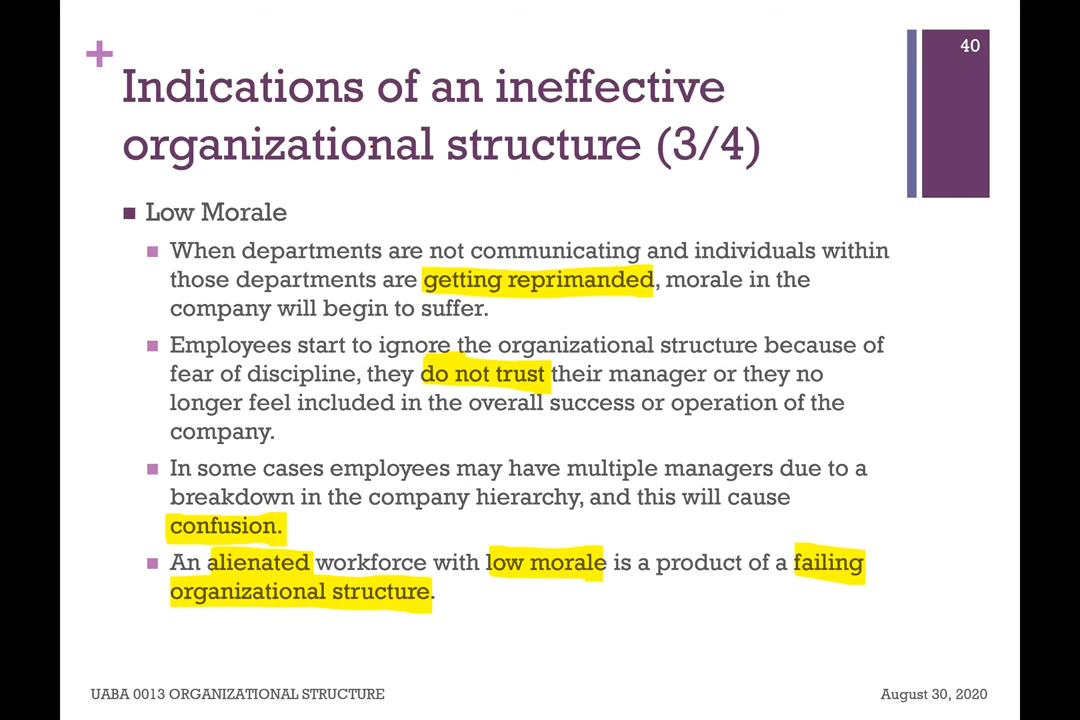 40
+
Indications of an ineffective
organizational structure (3/4)
Low Morale
When departments are not communicating and individuals within
those departments are getting reprimanded, morale in the
company will begin to suffer.
Employees start to ignore the organizational structure because of
fear of discipline, they do not trust their manager or they no
longer feel included in the overall success or operation of the
company.
In some cases employees may have multiple managers due to a
breakdown in the company hierarchy, and this will cause
confusion.
An alienated workforce with low morale is a product of a failing
organizational structure.
UABA 0013 ORGANIZATIONAL STRUCTURE
August 30, 2020